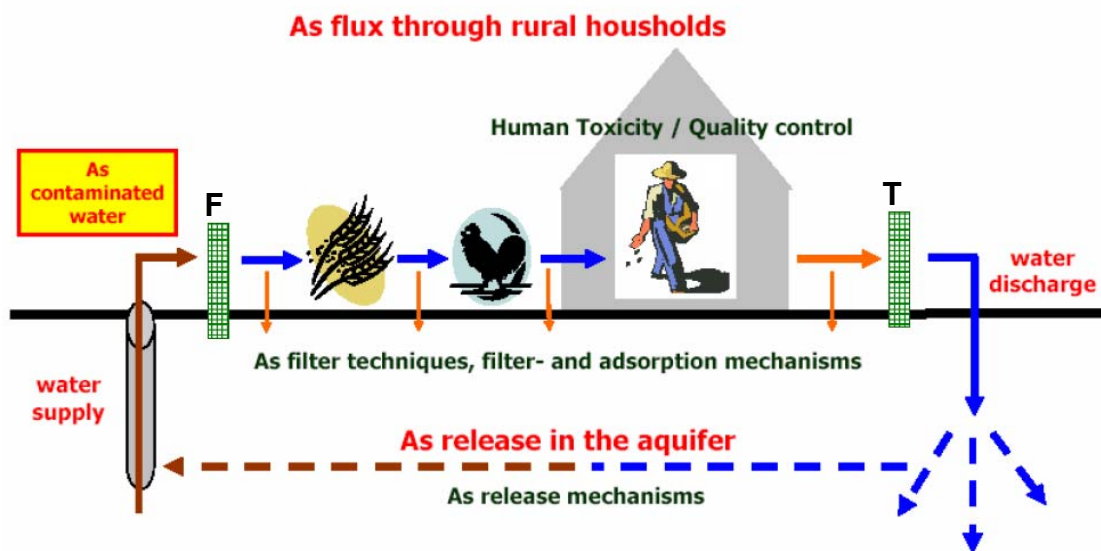 As flux through rural housholds
Human Toxicity / Quality control
As
contaminated
water
F
T
water
discharge
As filter techniques, filter- and adsorption mechanisms
water
supply
As release in the aquifer
As release mechanisms